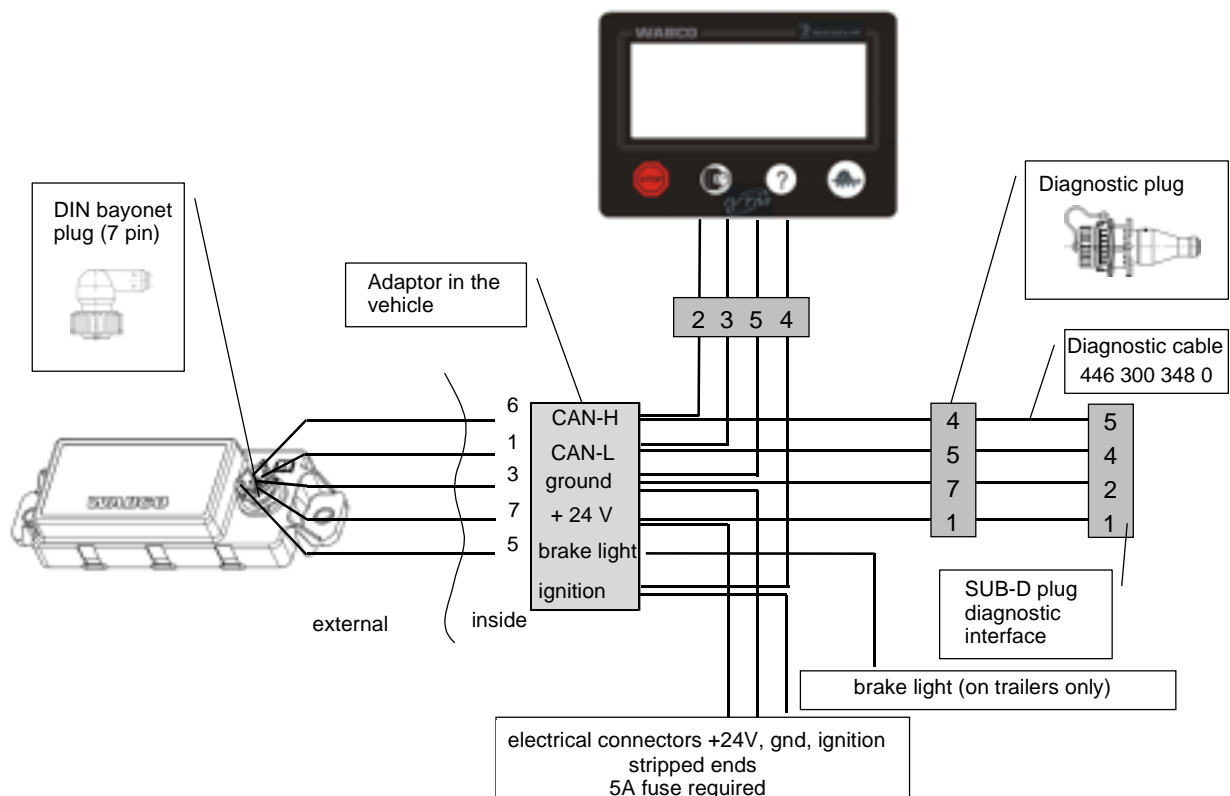 WABCO
STOP
?
VTM
DIN bayonet
plug (7 pin)
Diagnostic plug
Adaptor in the
vehicle
2 3 5 4
Diagnostic cable
446 300 348 0
6
1
3
7
5
CAN-H
CAN-L
ground
+ 24 V
brake light
ignition
4
5
7
1
5
4
2
1
WABCO
external
inside
SUB-D plug
diagnostic
interface
brake light (on trailers only)
electrical connectors +24V, gnd, ignition
stripped ends
5A fuse required